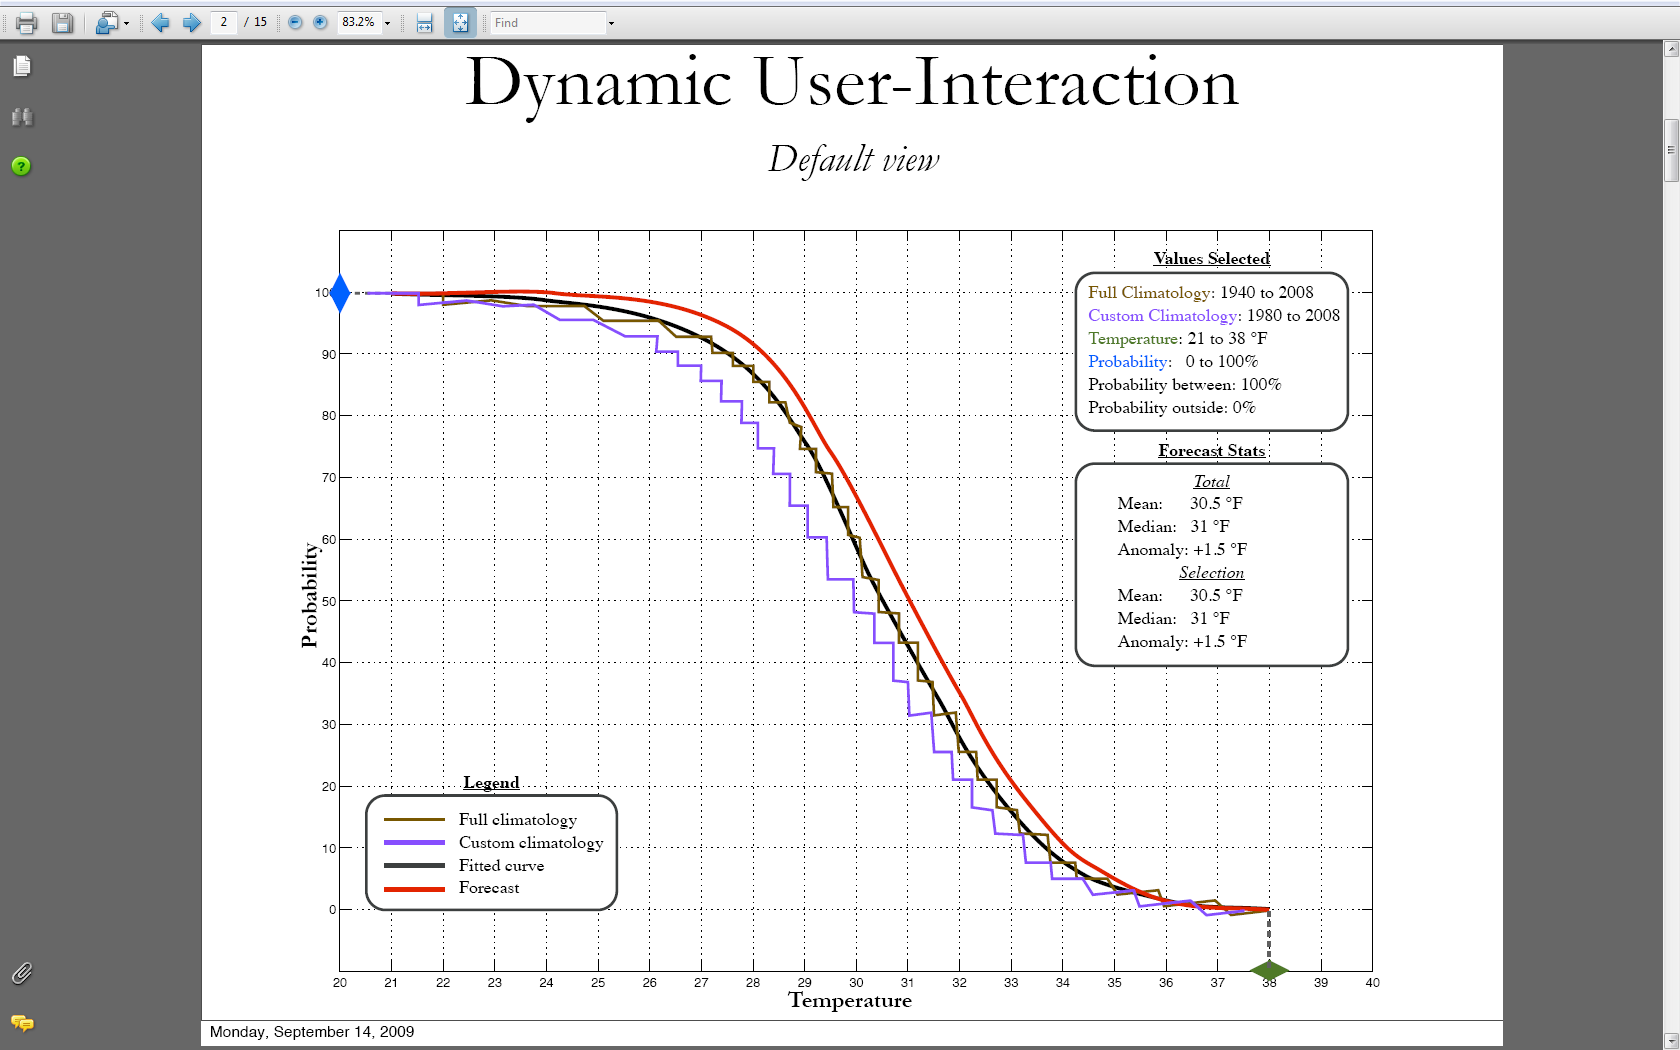 2 / 15 83.2% Find
Dynamic User-Interaction
Default view
Values Selected
Full Climatology: 1940 to 2008
Custom Climatology: 1980 to 2008
Temperature: 21 to 38 °F
Probability: 0 to 100%
Probability between: 100%
Probability outside: 0%
Forecast Stats
Total
Mean: 30.5 °F
Median: 31 °F
Anomaly: +1.5 °F
Selection
Mean: 30.5 °F
Median: 31 °F
Anomaly: +1.5 °F
Probability
90
80
70
60
50
40
30
20
10
0
Legend
Full climatology
Custom climatology
Fitted curve
Forecast
20 21 22 23 24 25 26 27 28 29 30 31 32 33 34 35 36 37 38 39 40
Temperature
Monday, September 14, 2009